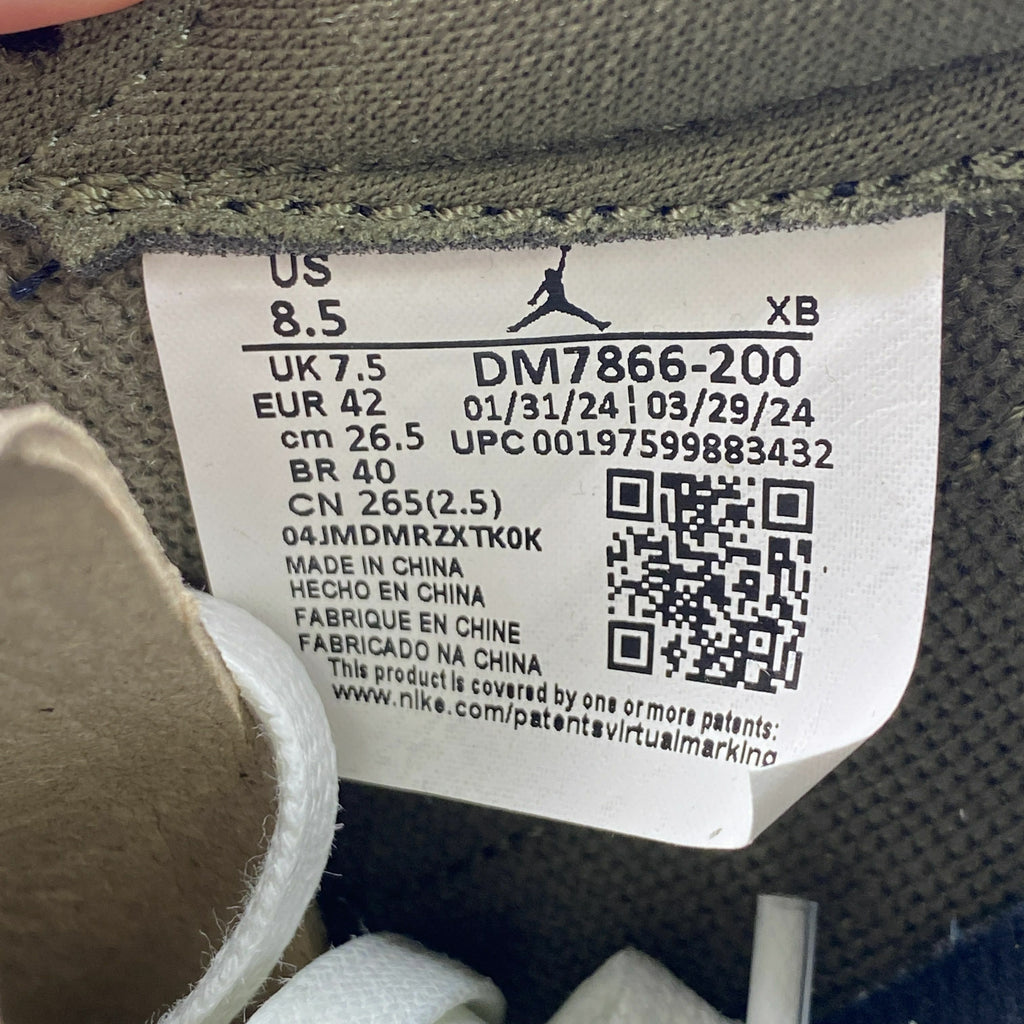 US
8.5
XB
UK 7.5
DM7866-200
EUR 42
01/31/24 ¦ 03/29/24
cm 26.5
UPC 00197599883432
BR 40
CN 265(2.5)
04JMDMRZXTK0K
MADE IN CHINA
HECHO EN CHINA
FABRIQUE EN CHINE
FABRICADO NA CHINA
This product is covered by one or more patents:
www.nike.com/patentsvirtualmarking